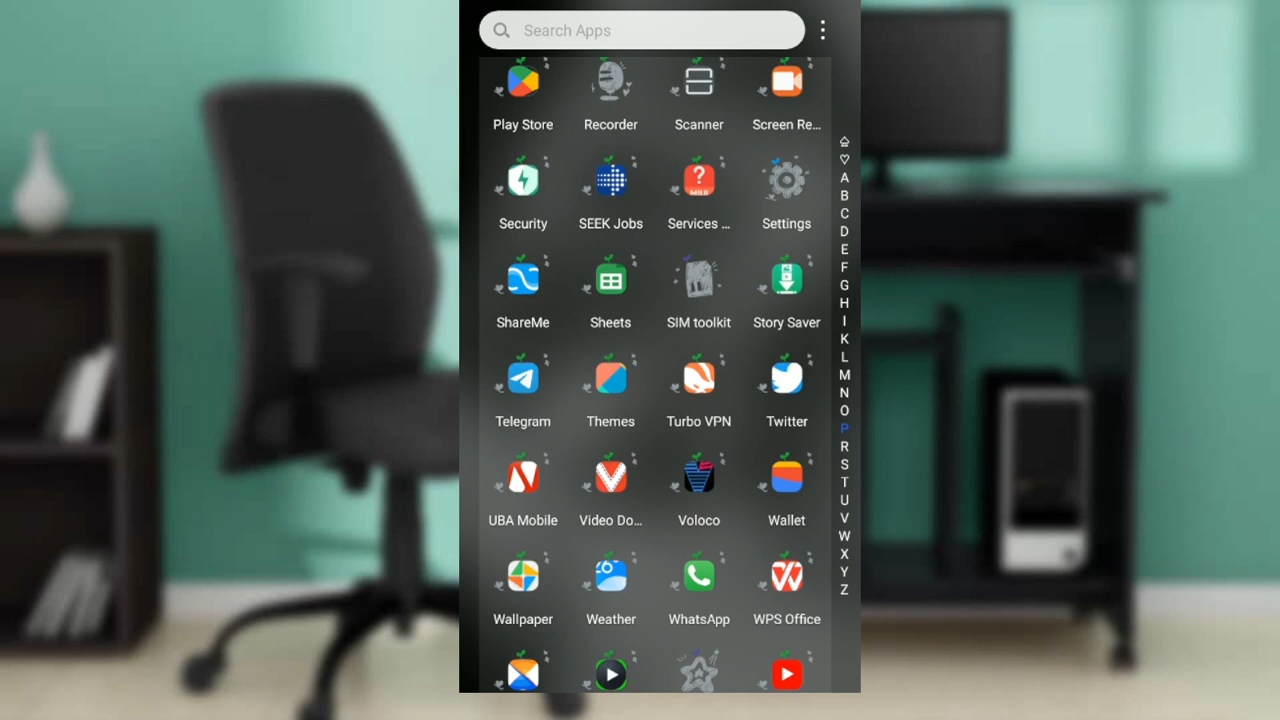 Search Apps
Play Store Recorder Scanner Screen Re...
Security SEEK Jobs Services ... Settings
?
MIUI
ShareMe Sheets SIM toolkit Story Saver
Telegram Themes Turbo VPN Twitter
UBA Mobile Video Do... Voloco Wallet
Wallpaper Weather WhatsApp WPS Office
A
B
C
D
E
F
G
H
I
K
L
M
N
O
P
R
S
T
U
V
W
X
Y
Z